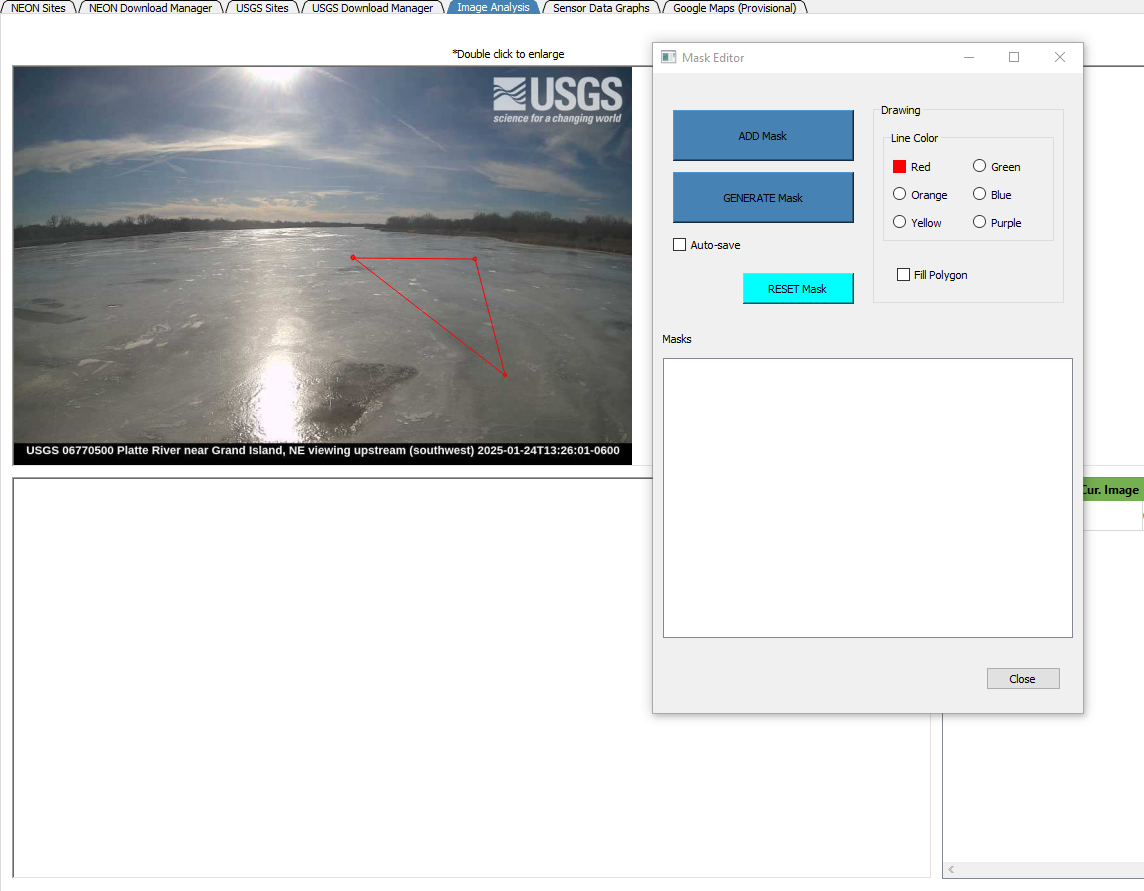 NEON Sites
NEON Download Manager
USGS Sites
USGS Download Manager
Image Analysis
Sensor Data Graphs
Google Maps (Provisional)
*Double click to enlarge
USGS
science for a changing world
USGS 06770500 Platte River near Grand Island, NE viewing upstream (southwest) 2025-01-24T13:26:01-0600
Mask Editor
ADD Mask
GENERATE Mask
Auto-save
RESET Mask
Drawing
Line Color
Red
Green
Orange
Blue
Yellow
Purple
Fill Polygon
Masks
Close
Cur. Image